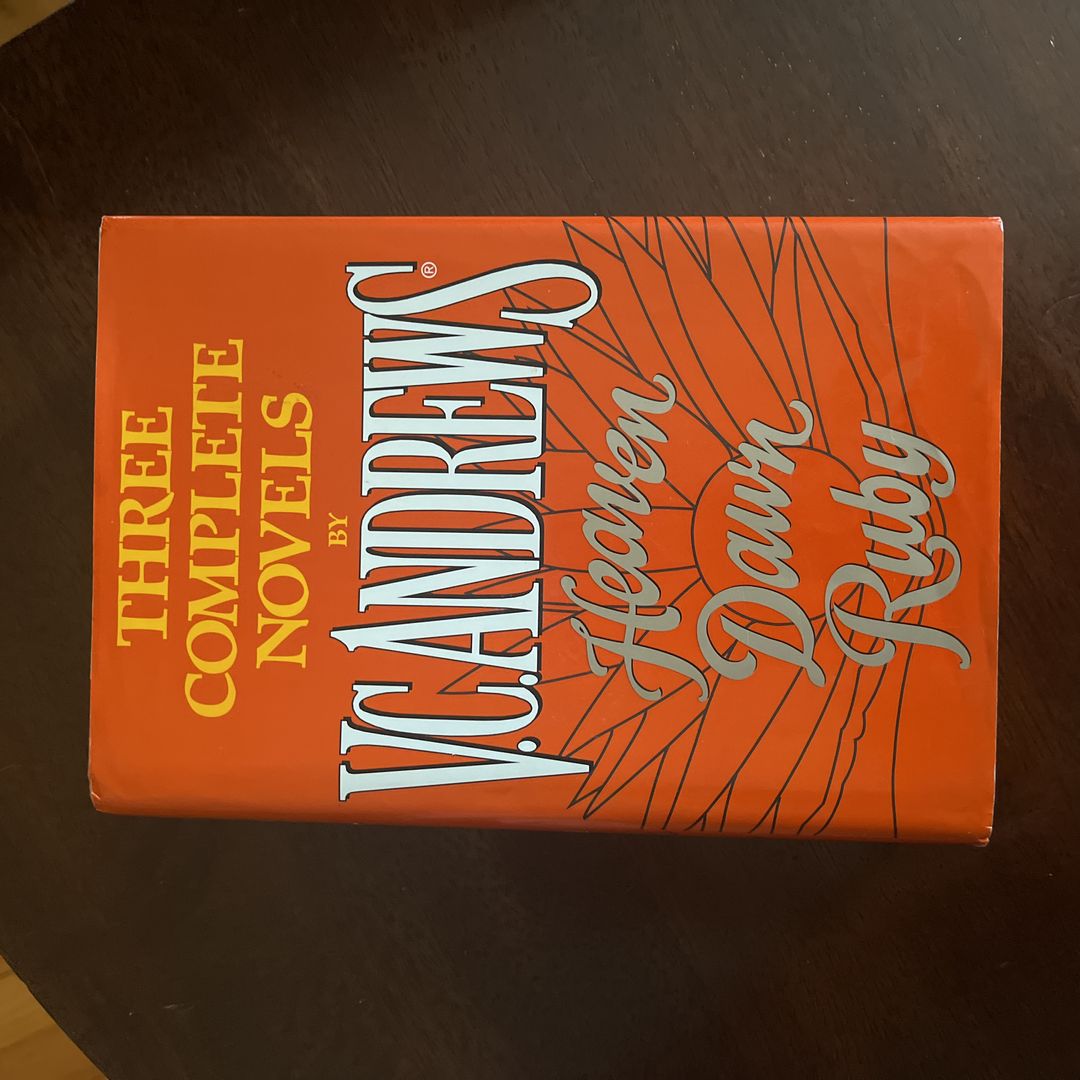 THREE
COMPLETE
NOVELS
BY
V.C. ANDREWS®
Heaven
Dawn
Ruby